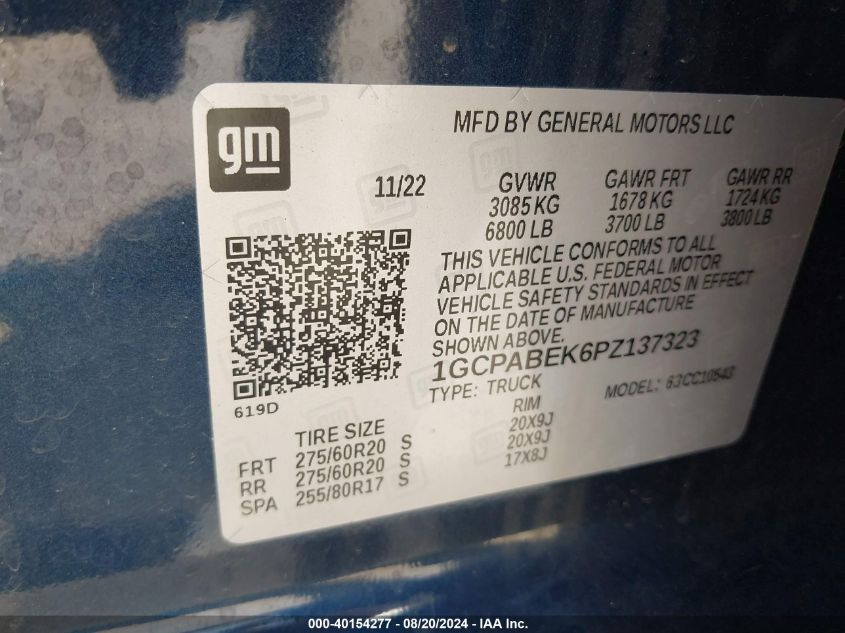 gm
MFD BY GENERAL MOTORS LLC
11/22
GVWR GAWR FRT GAWR RR
3085 KG 1678 KG 1724 KG
6800 LB 3700 LB 3800 LB
THIS VEHICLE CONFORMS TO ALL
APPLICABLE U.S. FEDERAL MOTOR
VEHICLE SAFETY STANDARDS IN EFFECT
ON THE DATE OF MANUFACTURE
SHOWN ABOVE.
1GCPABEK6PZ137323
TYPE: TRUCK MODEL: 63CC10543
619D
TIRE SIZE RIM
FRT 275/60R20 S 20X9J
RR 275/60R20 S 20X9J
SPA 255/80R17 S 17X8J
000-40154277 - 08/20/2024 - IAA Inc.